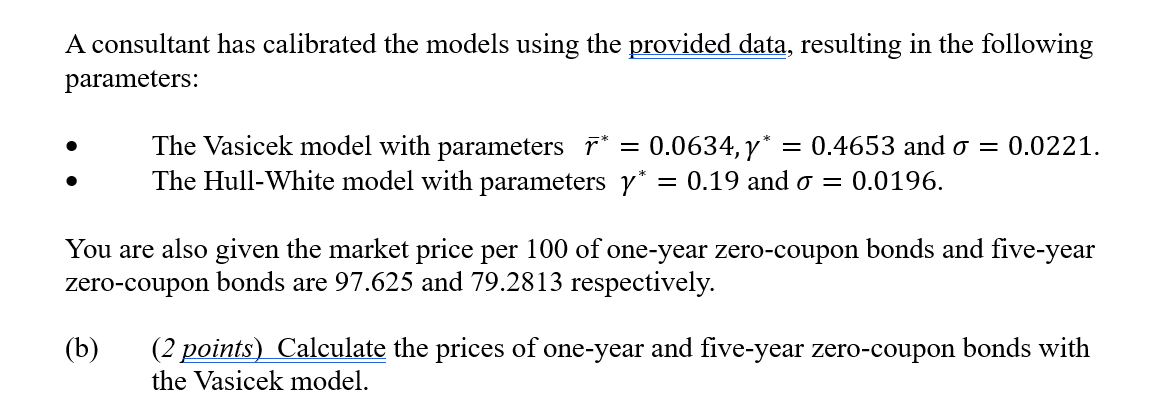 A consultant has calibrated the models using the provided data, resulting in the following
parameters:
• The Vasicek model with parameters r̄* = 0.0634, γ* = 0.4653 and σ = 0.0221.
• The Hull-White model with parameters γ* = 0.19 and σ = 0.0196.
You are also given the market price per 100 of one-year zero-coupon bonds and five-year
zero-coupon bonds are 97.625 and 79.2813 respectively.
(b) (2 points) Calculate the prices of one-year and five-year zero-coupon bonds with
the Vasicek model.